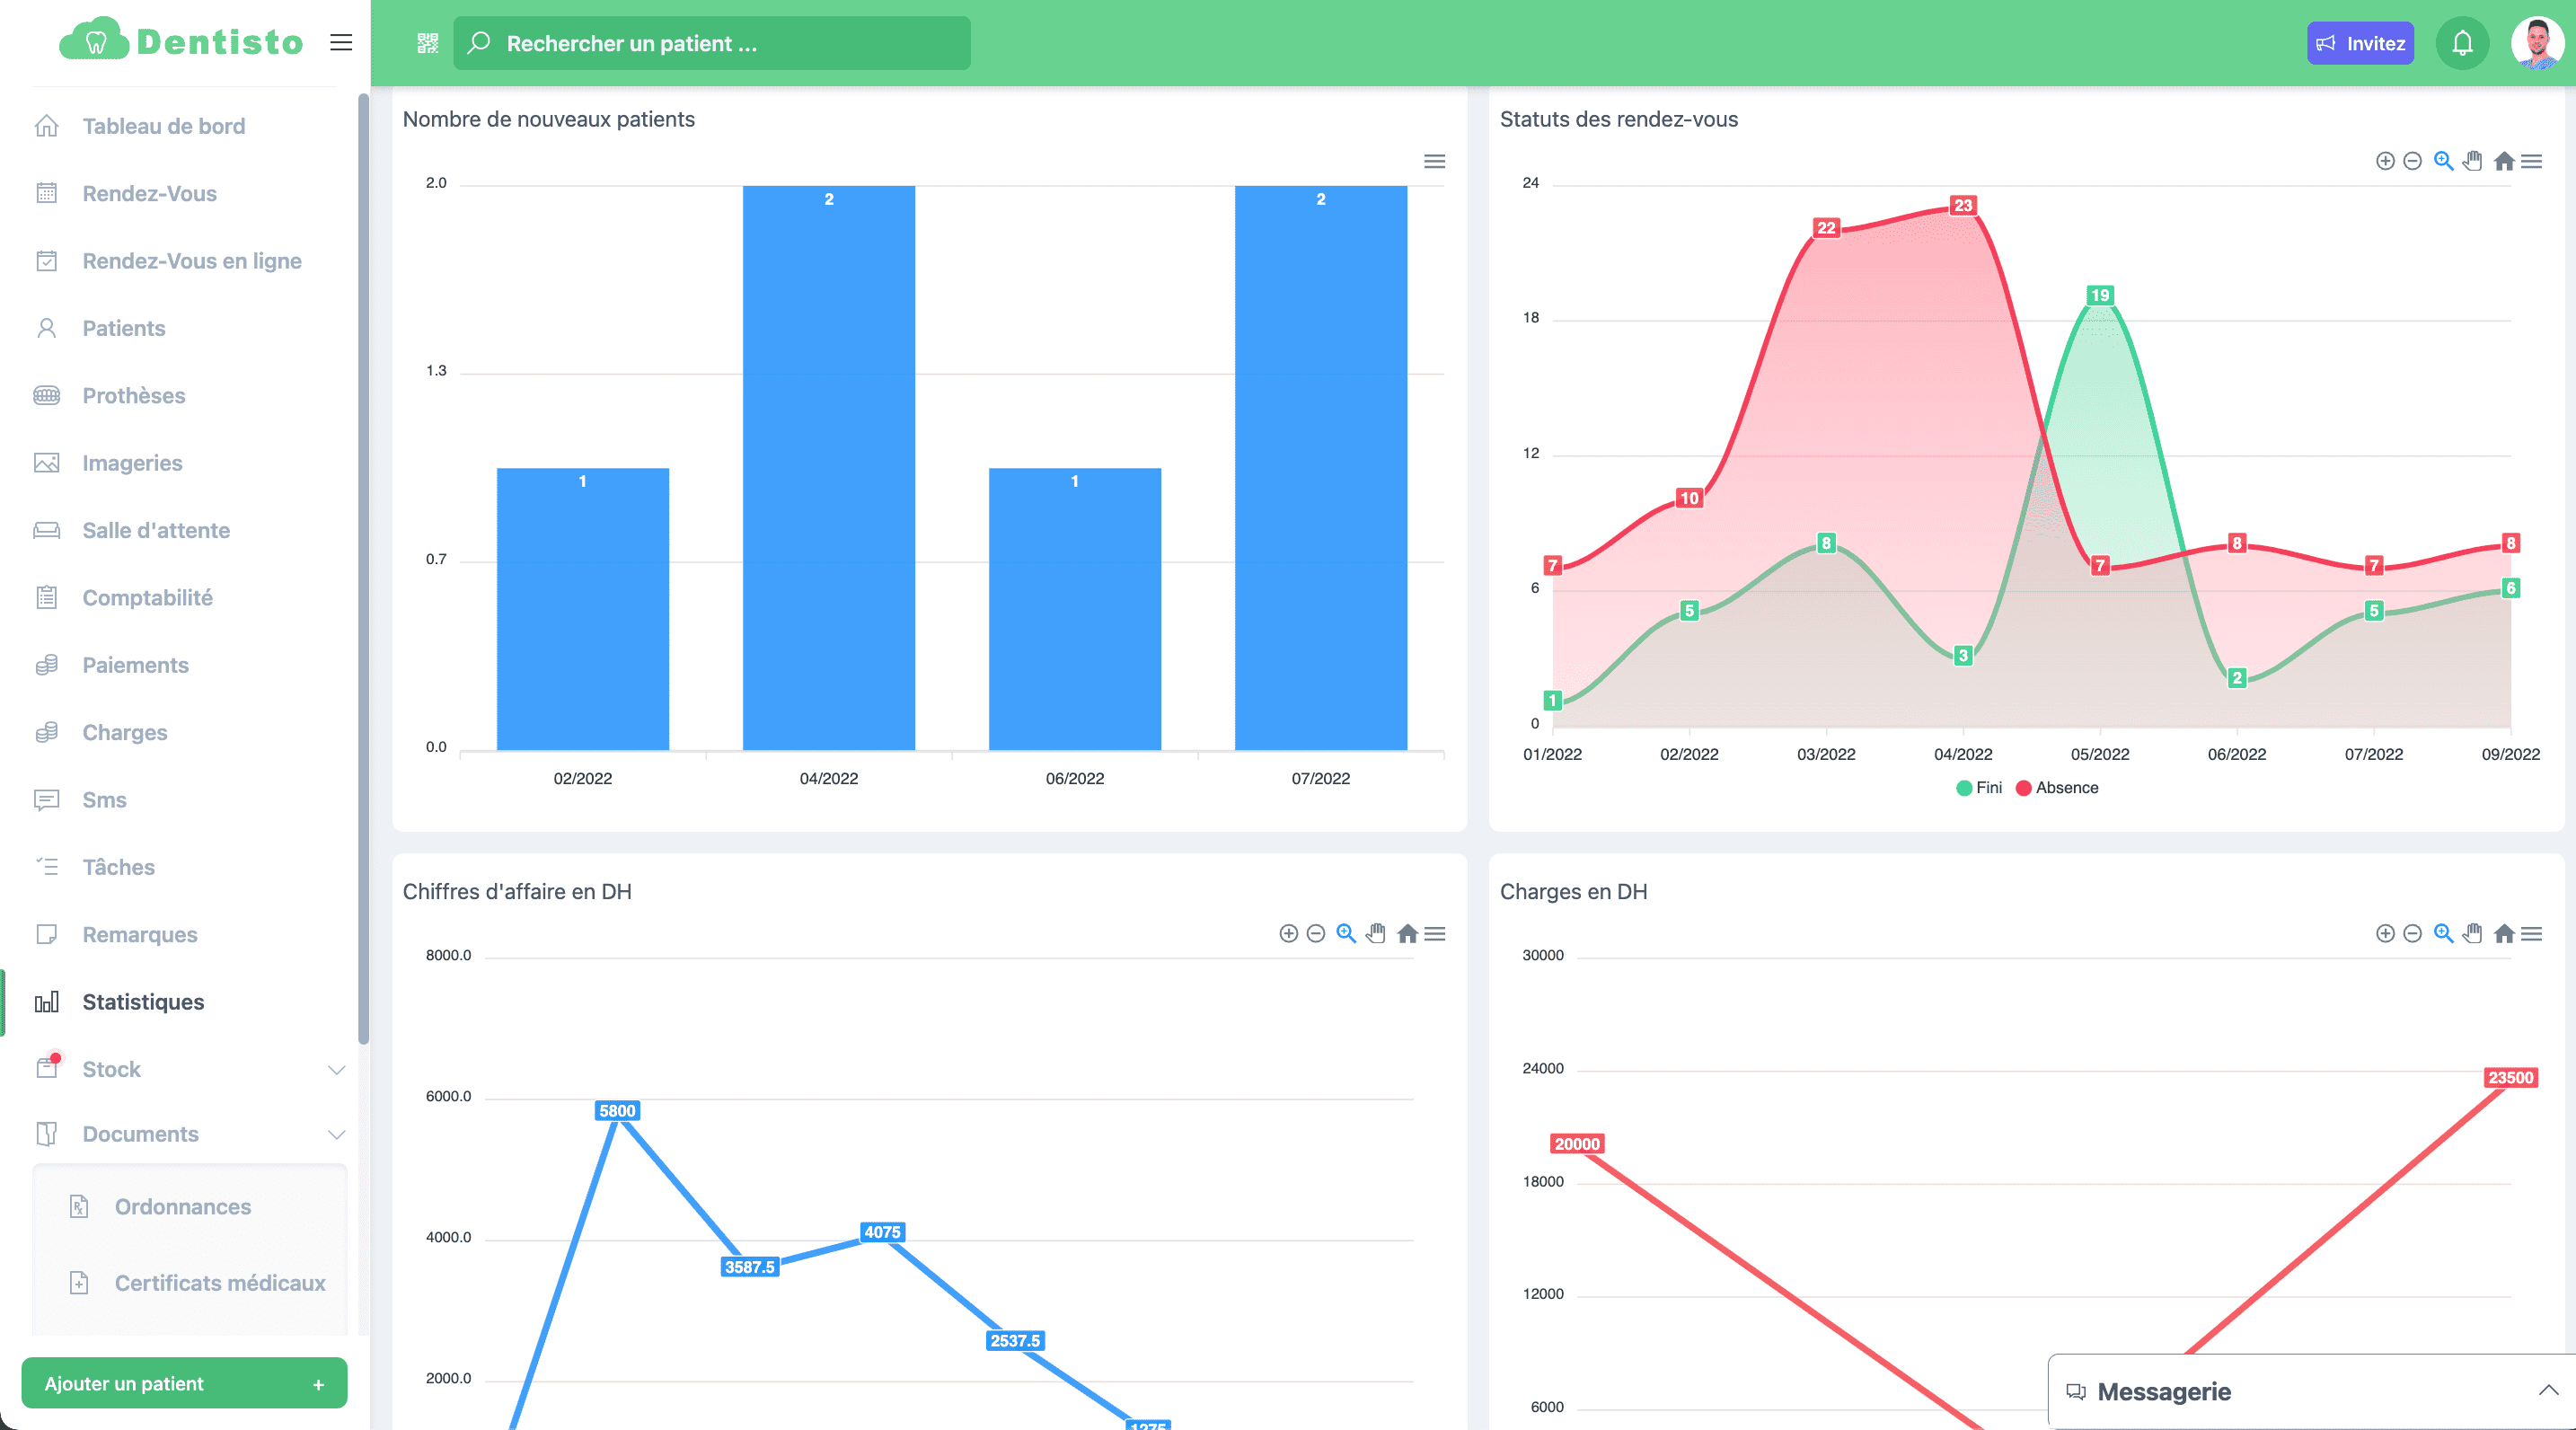 Dentisto
Rechercher un patient ...
Invitez
Tableau de bord
Rendez-Vous
Rendez-Vous en ligne
Patients
Prothèses
Imageries
Salle d'attente
Comptabilité
Paiements
Charges
Sms
Tâches
Remarques
Statistiques
Stock
Documents
Ordonnances
Certificats médicaux
Ajouter un patient +
Nombre de nouveaux patients
2.0
1.3
0.7
0.0
1
2
1
2
02/2022 04/2022 06/2022 07/2022
Statuts des rendez-vous
24
18
12
6
0
7 10 22 23 7 8 7 8
1 5 8 3 19 2 5 6
01/2022 02/2022 03/2022 04/2022 05/2022 06/2022 07/2022 09/2022
Fini Absence
Chiffres d'affaire en DH
8000.0
6000.0
4000.0
2000.0
5800
3587.5
4075
2537.5
1275
Charges en DH
30000
24000
18000
12000
6000
20000
23500
Messagerie